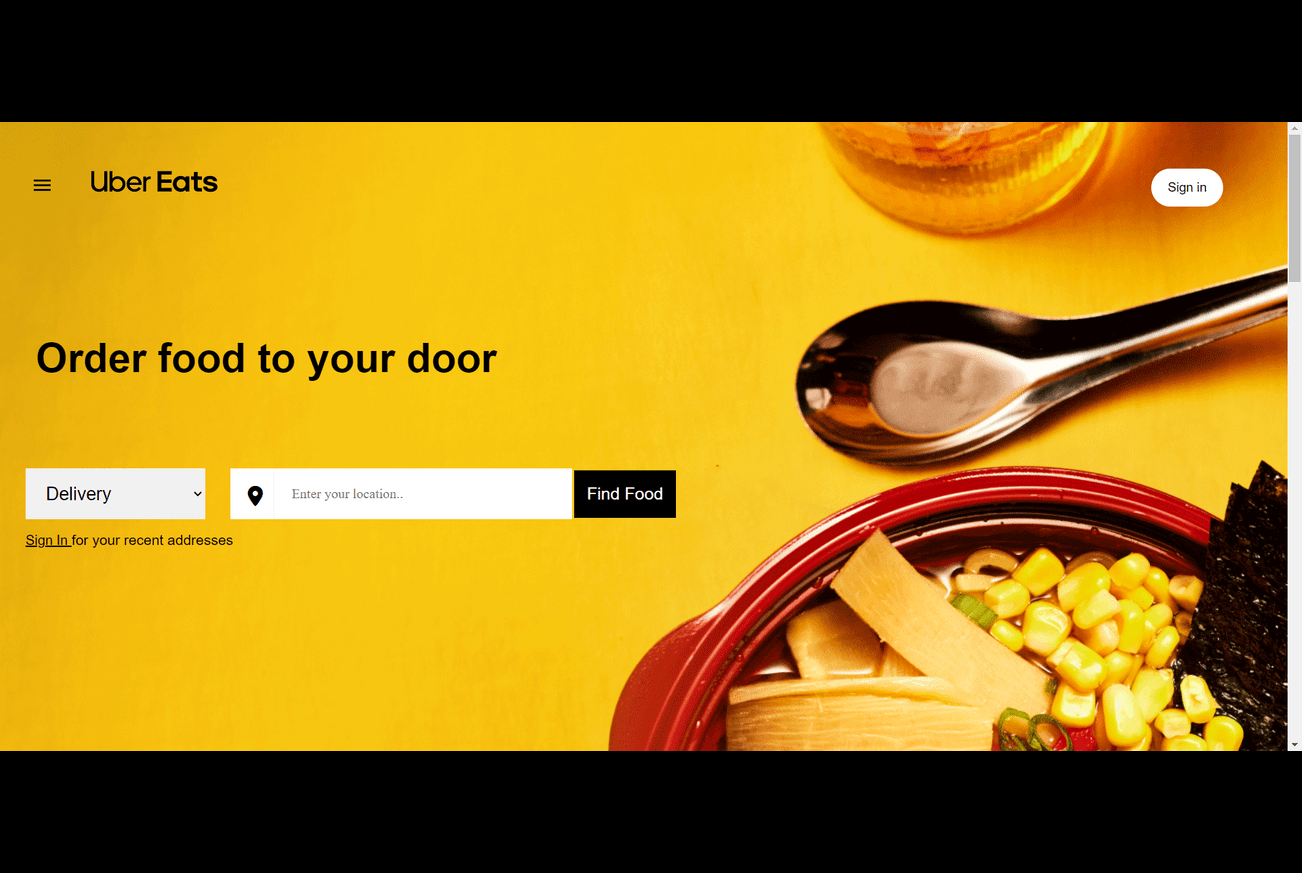 Uber Eats
Sign in
Order food to your door
Delivery
Enter your location..
Find Food
Sign In for your recent addresses